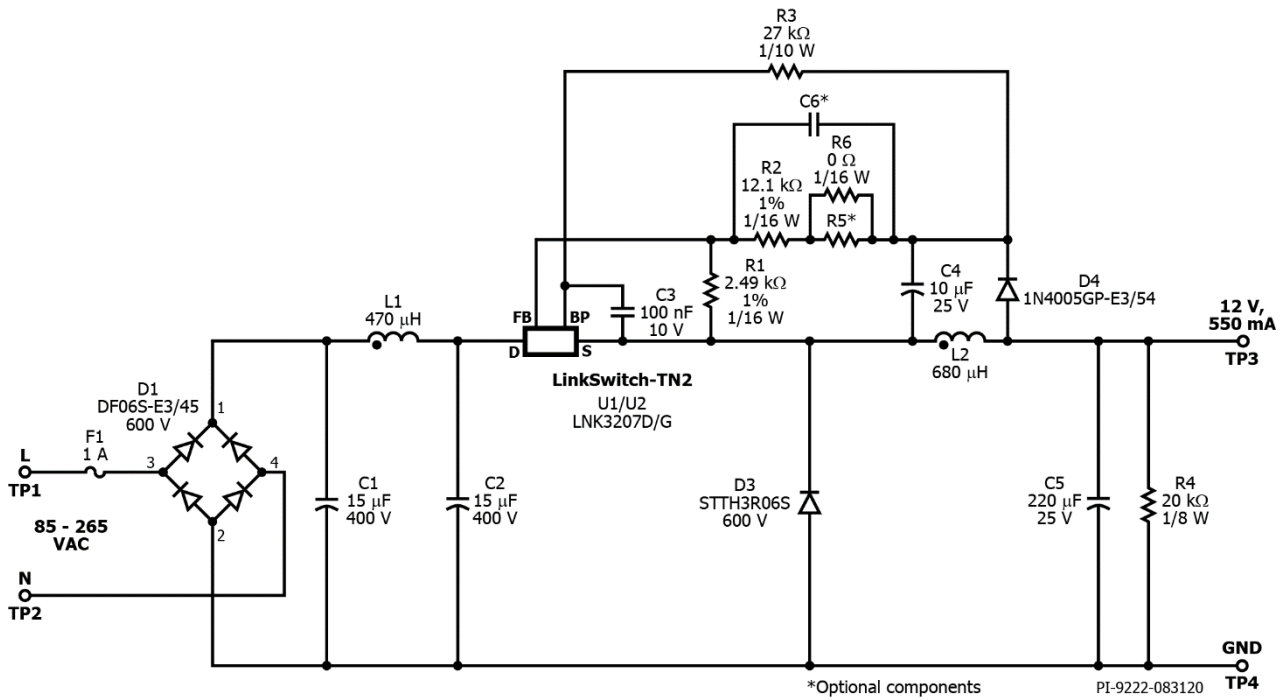 R3
27 kΩ
1/10 W
C6*
R6
0 Ω
1/16 W
R2
12.1 kΩ
1%
1/16 W
R5*
R1
2.49 kΩ
1%
1/16 W
C4
10 µF
25 V
D4
1N4005GP-E3/54
C3
100 nF
10 V
FB
BP
D
S
L1
470 µH
LinkSwitch-TN2
U1/U2
LNK3207D/G
L2
680 µH
12 V,
550 mA
TP3
D1
DF06S-E3/45
600 V
1
3
4
2
F1
1 A
L
TP1
85 - 265
VAC
N
TP2
C1
15 µF
400 V
C2
15 µF
400 V
D3
STTH3R06S
600 V
C5
220 µF
25 V
R4
20 kΩ
1/8 W
GND
TP4
*Optional components
PI-9222-083120